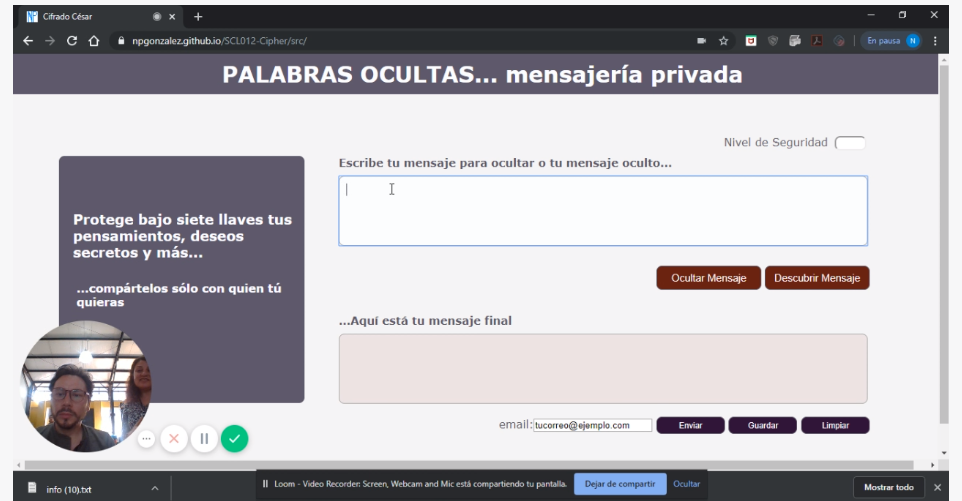 NP Cifrado César
npgonzalez.github.io/SCL012-Cipher/src/
En pausa N
PALABRAS OCULTAS... mensajería privada
Nivel de Seguridad
Escribe tu mensaje para ocultar o tu mensaje oculto...
Protege bajo siete llaves tus
pensamientos, deseos
secretos y más...
...compártelos sólo con quien tú
quieras
Ocultar Mensaje Descubrir Mensaje
...Aquí está tu mensaje final
email: tucorreo@ejemplo.com Enviar Guardar Limpiar
info (10).txt
Loom - Video Recorder: Screen, Webcam and Mic está compartiendo tu pantalla. Dejar de compartir Ocultar
Mostrar todo